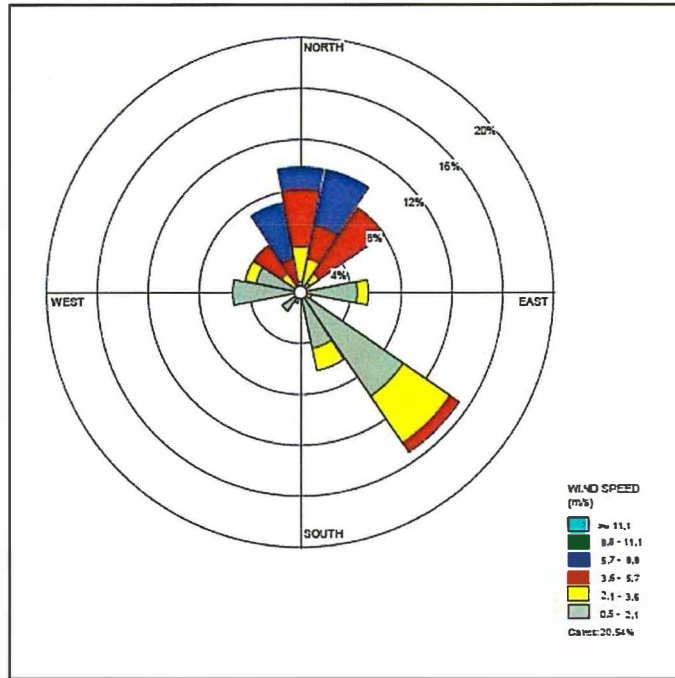 NORTH
20%
16%
12%
8%
4%
WEST
EAST
SOUTH
WIND SPEED
(m/s)
>= 11.1
8.8 - 11.1
5.7 - 8.8
3.6 - 5.7
2.1 - 3.6
0.5 - 2.1
Calms: 20.54%